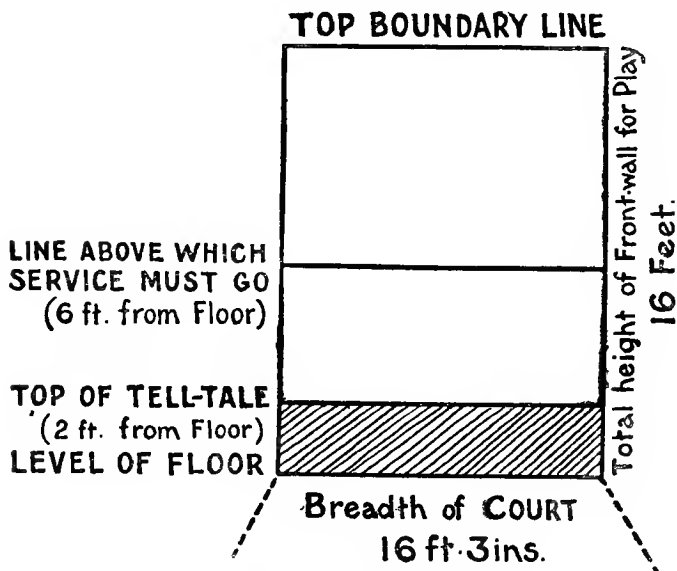 TOP BOUNDARY LINE
Total height of Front-wall for Play
16 Feet.
LINE ABOVE WHICH
SERVICE MUST GO
(6 ft. from Floor)
TOP OF TELL-TALE
(2 ft. from Floor)
LEVEL OF FLOOR
Breadth of COURT
16 ft. 3ins.